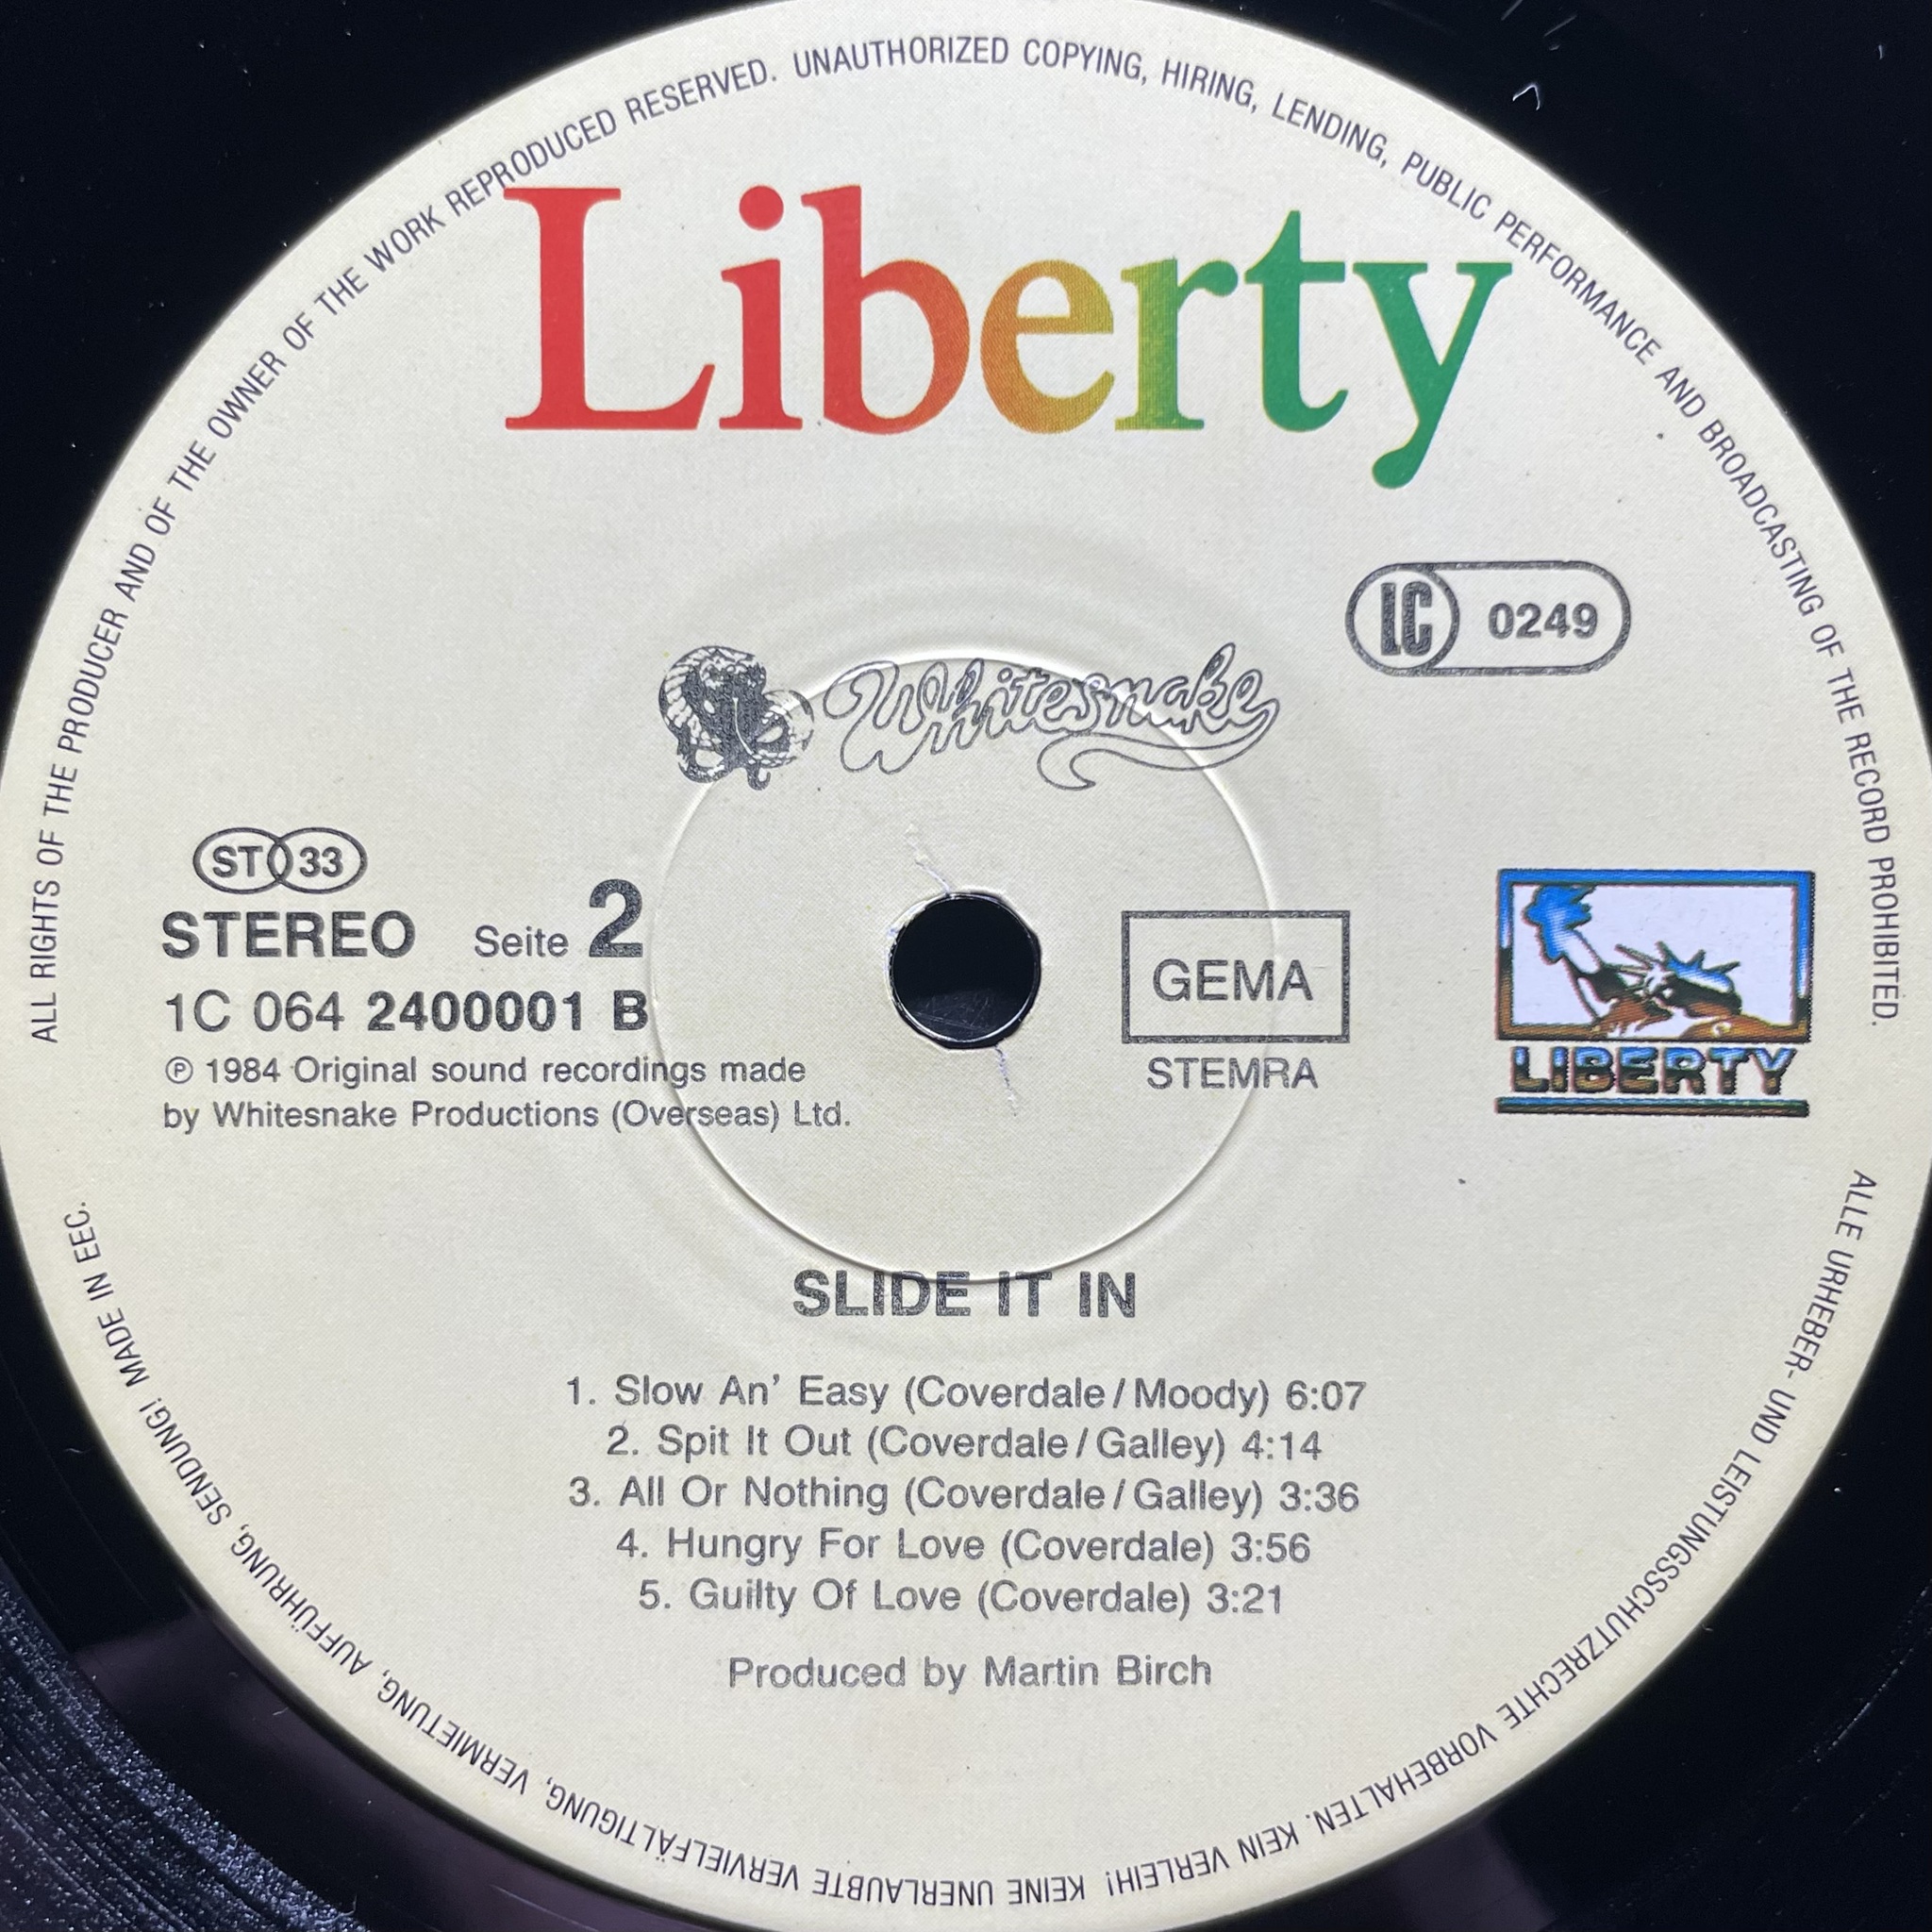 ALL RIGHTS OF THE PRODUCER AND OF THE OWNER OF THE WORK REPRODUCED RESERVED. UNAUTHORIZED COPYING, HIRING, LENDING, PUBLIC PERFORMANCE AND BROADCASTING OF THE RECORD PROHIBITED.
Liberty
LC 0249
Whitesnake
ST 33
STEREO Seite 2
1C 064 2400001 B
℗ 1984 Original sound recordings made
by Whitesnake Productions (Overseas) Ltd.
GEMA
STEMRA
LIBERTY
SLIDE IT IN
1. Slow An’ Easy (Coverdale / Moody) 6:07
2. Spit It Out (Coverdale / Galley) 4:14
3. All Or Nothing (Coverdale / Galley) 3:36
4. Hungry For Love (Coverdale) 3:56
5. Guilty Of Love (Coverdale) 3:21
Produced by Martin Birch
ALLE URHEBER- UND LEISTUNGSSCHUTZRECHTE VORBEHALTEN. KEIN VERLEIH! KEINE UNERLAUBTE VERVIELFÄLTIGUNG, VERMIETUNG, AUFFÜHRUNG, SENDUNG! MADE IN EEC.